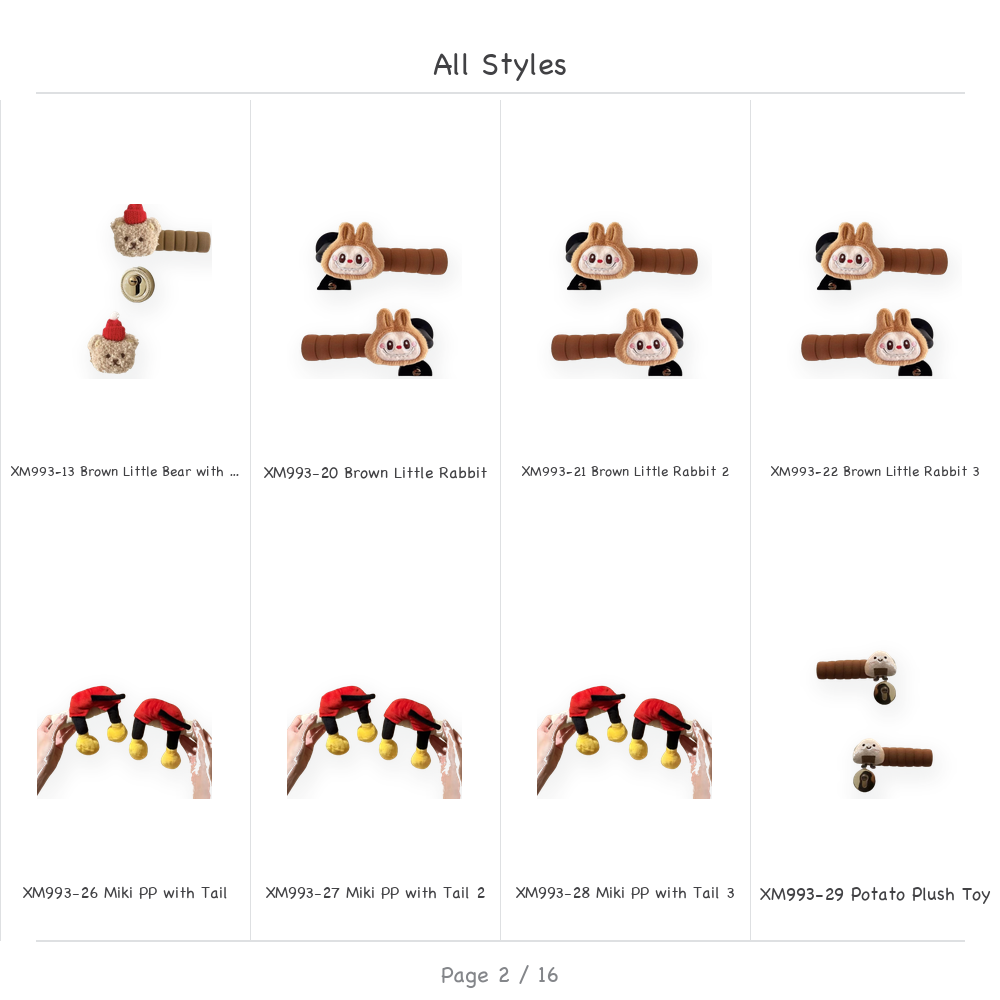 All Styles
XM993-13 Brown Little Bear with ...
XM993-20 Brown Little Rabbit
XM993-21 Brown Little Rabbit 2
XM993-22 Brown Little Rabbit 3
XM993-26 Miki PP with Tail
XM993-27 Miki PP with Tail 2
XM993-28 Miki PP with Tail 3
XM993-29 Potato Plush Toy
Page 2 / 16